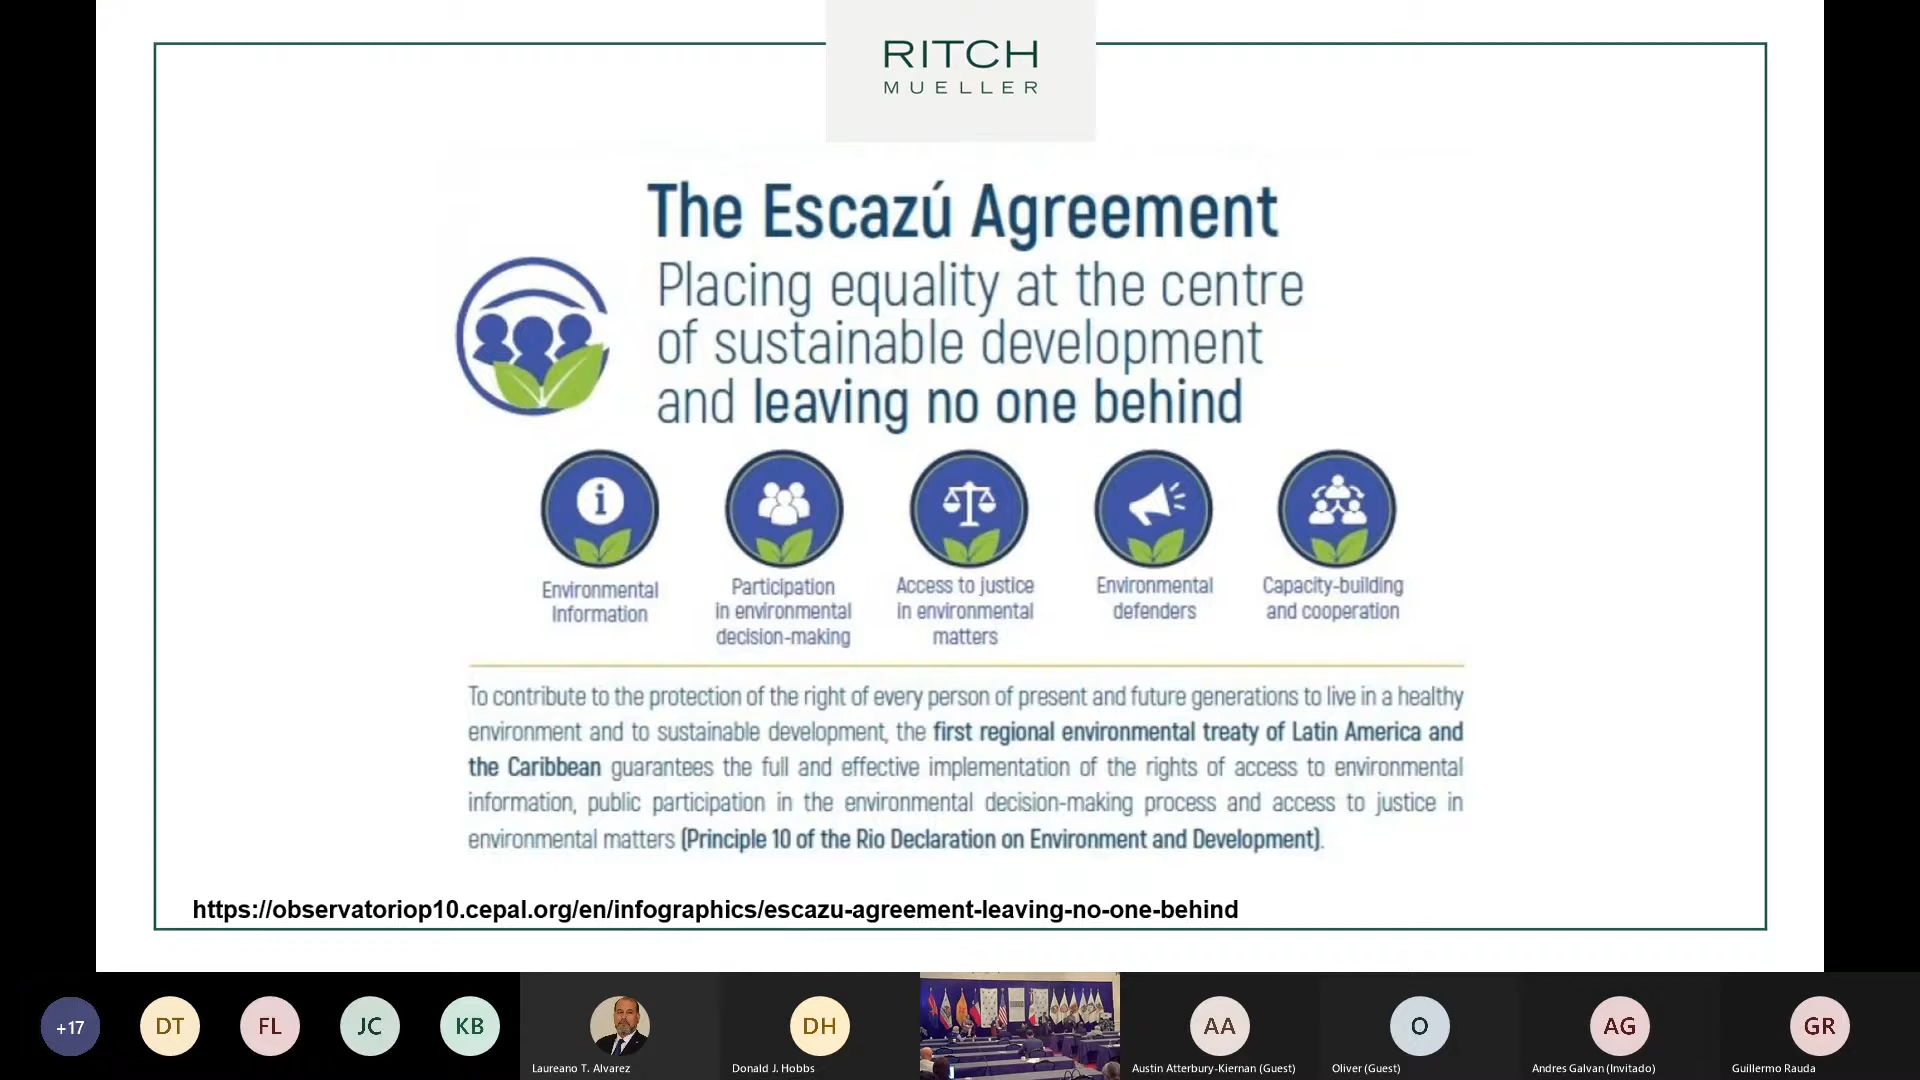 RITCH
MUELLER
The Escazú Agreement
Placing equality at the centre
of sustainable development
and leaving no one behind
Environmental
Information
Participation
in environmental
decision-making
Access to justice
in environmental
matters
Environmental
defenders
Capacity-building
and cooperation
To contribute to the protection of the right of every person of present and future generations to live in a healthy
environment and to sustainable development, the first regional environmental treaty of Latin America and
the Caribbean guarantees the full and effective implementation of the rights of access to environmental
information, public participation in the environmental decision-making process and access to justice in
environmental matters (Principle 10 of the Rio Declaration on Environment and Development).
https://observatoriop10.cepal.org/en/infographics/escazu-agreement-leaving-no-one-behind
+17
DT
FL
JC
KB
Laureano T. Alvarez
DH
Donald J. Hobbs
AA
Austin Atterbury-Kiernan (Guest)
O
Oliver (Guest)
AG
Andres Galvan (Invitado)
GR
Guillermo Rauda